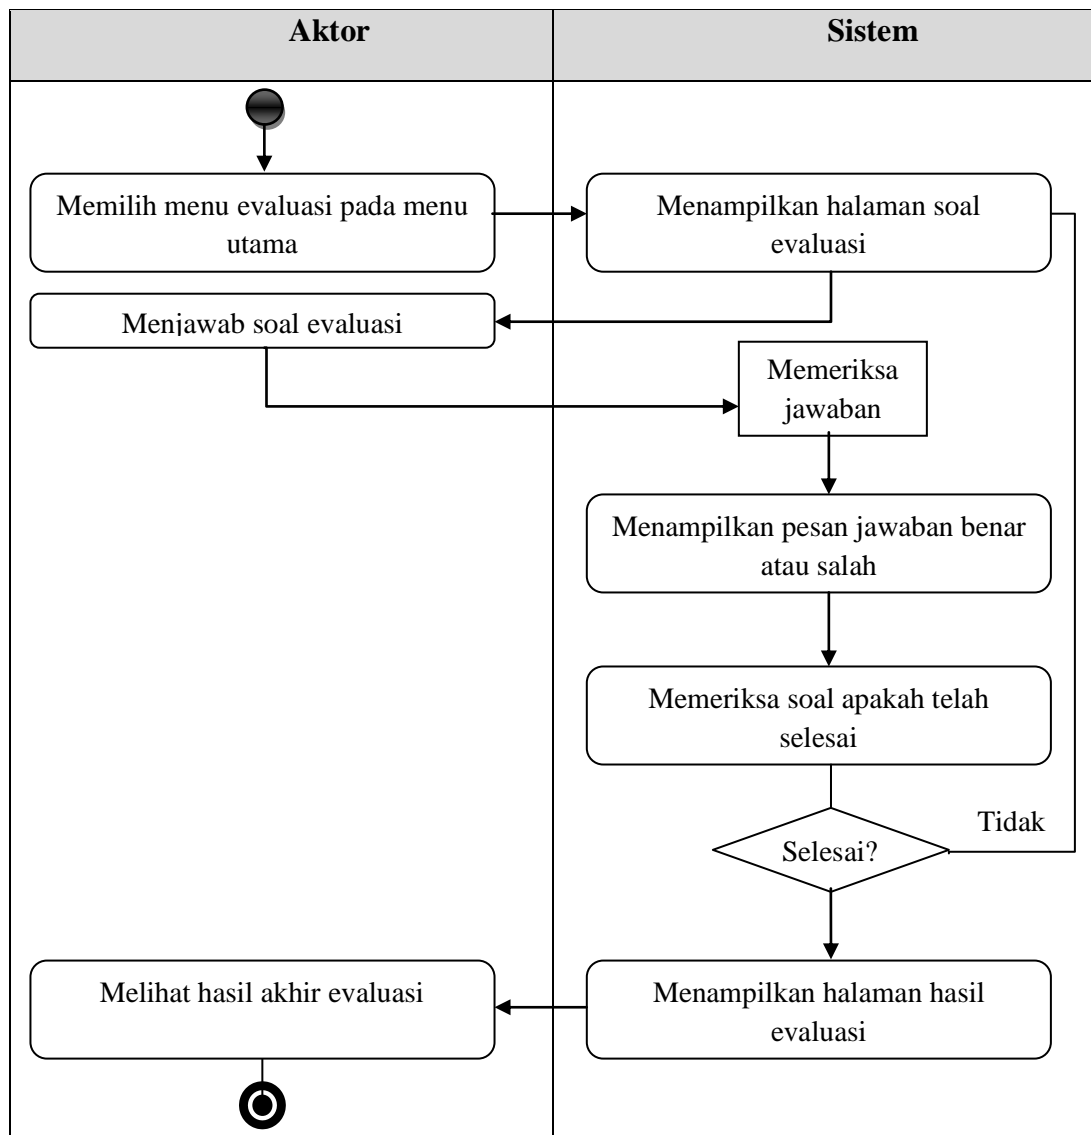 Aktor
Sistem
Memilih menu evaluasi pada menu
utama
Menampilkan halaman soal
evaluasi
Menjawab soal evaluasi
Memeriksa
jawaban
Menampilkan pesan jawaban benar
atau salah
Memeriksa soal apakah telah
selesai
Selesai?
Tidak
Melihat hasil akhir evaluasi
Menampilkan halaman hasil
evaluasi